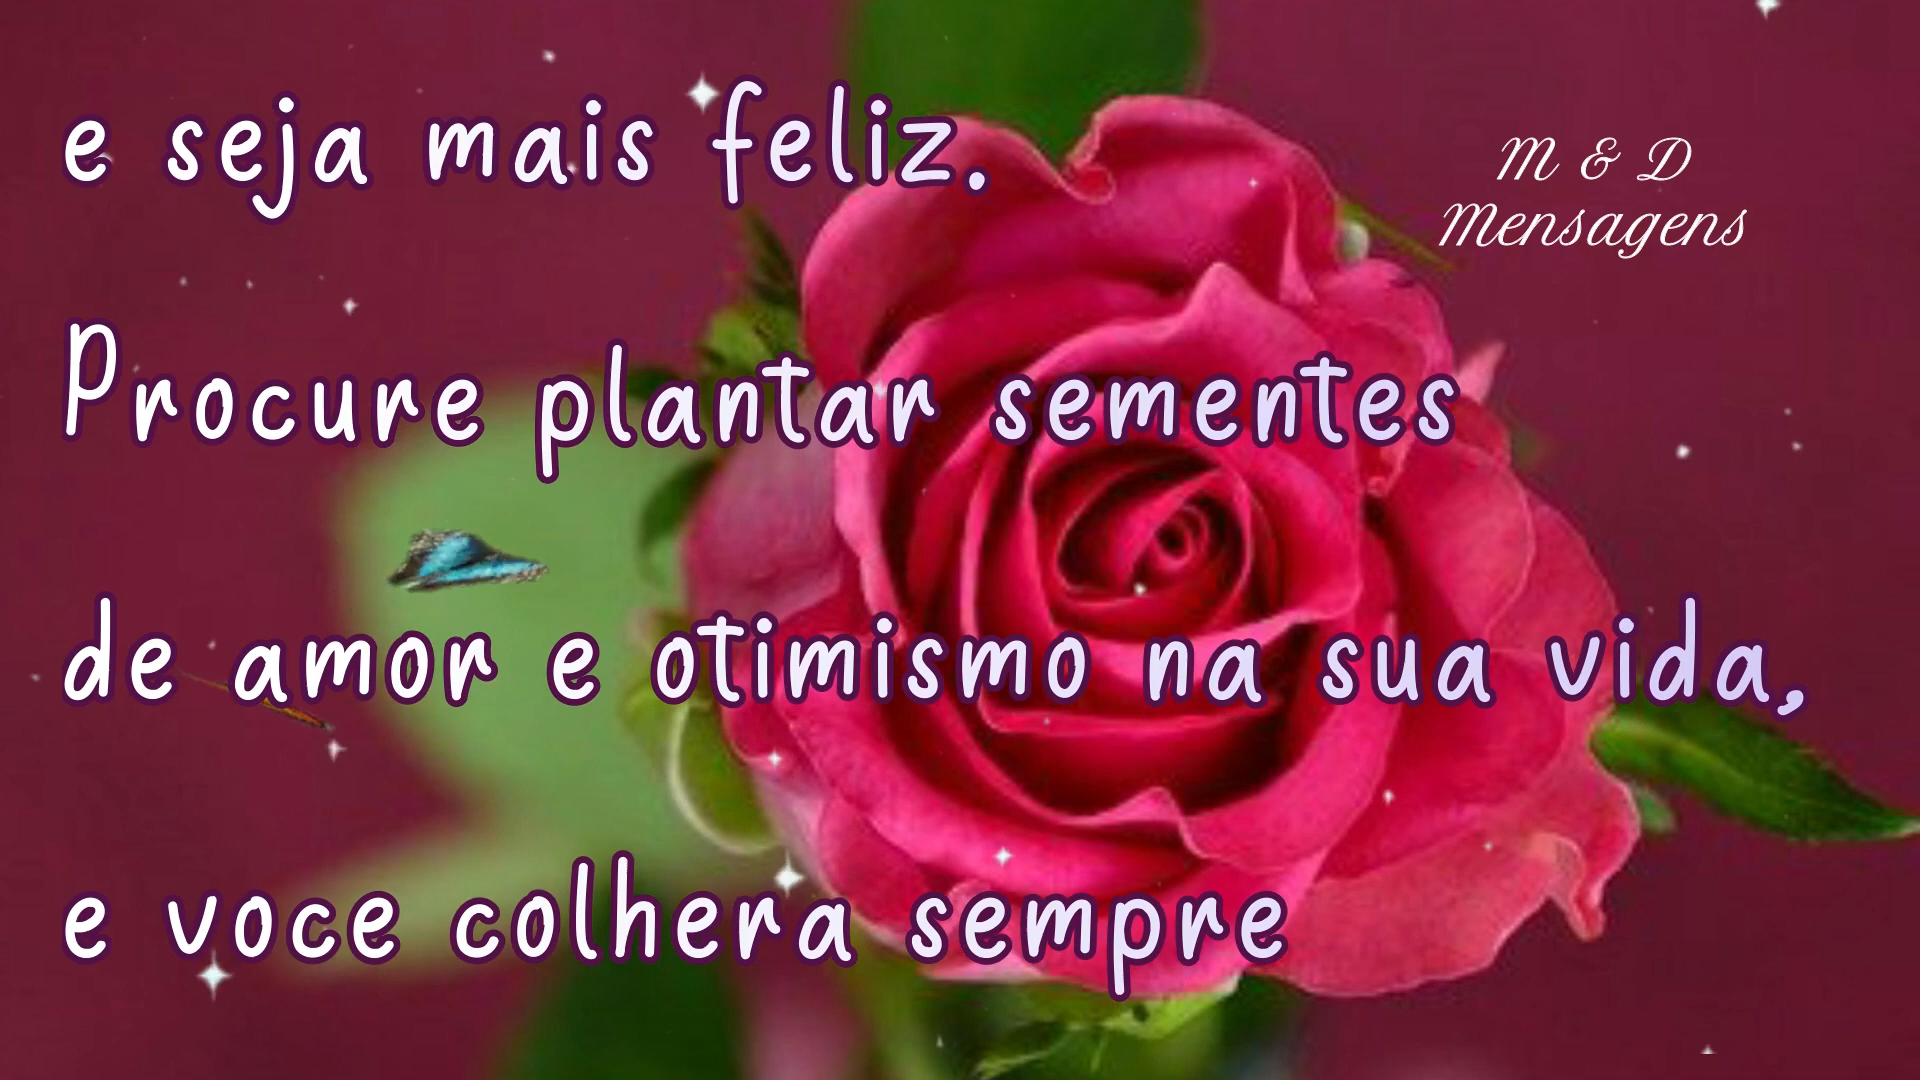 e seja mais feliz.
M & D
Mensagens
Procure plantar sementes
de amor e otimismo na sua vida,
e voce colhera sempre